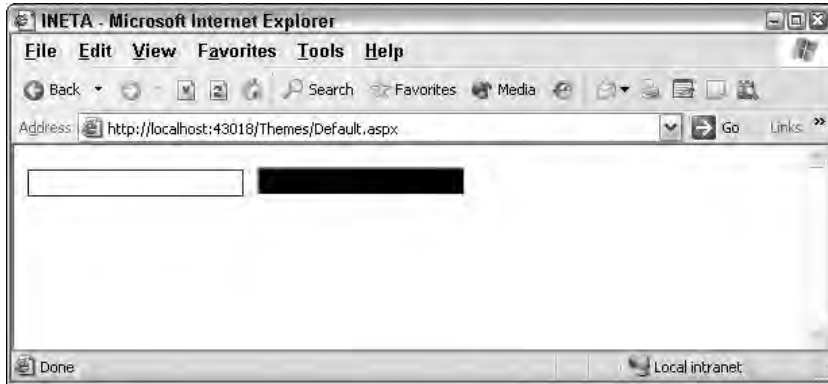 INETA - Microsoft Internet Explorer
File Edit View Favorites Tools Help
Back Search Favorites Media
Address http://localhost:43018/Themes/Default.aspx Go Links »
Done Local intranet